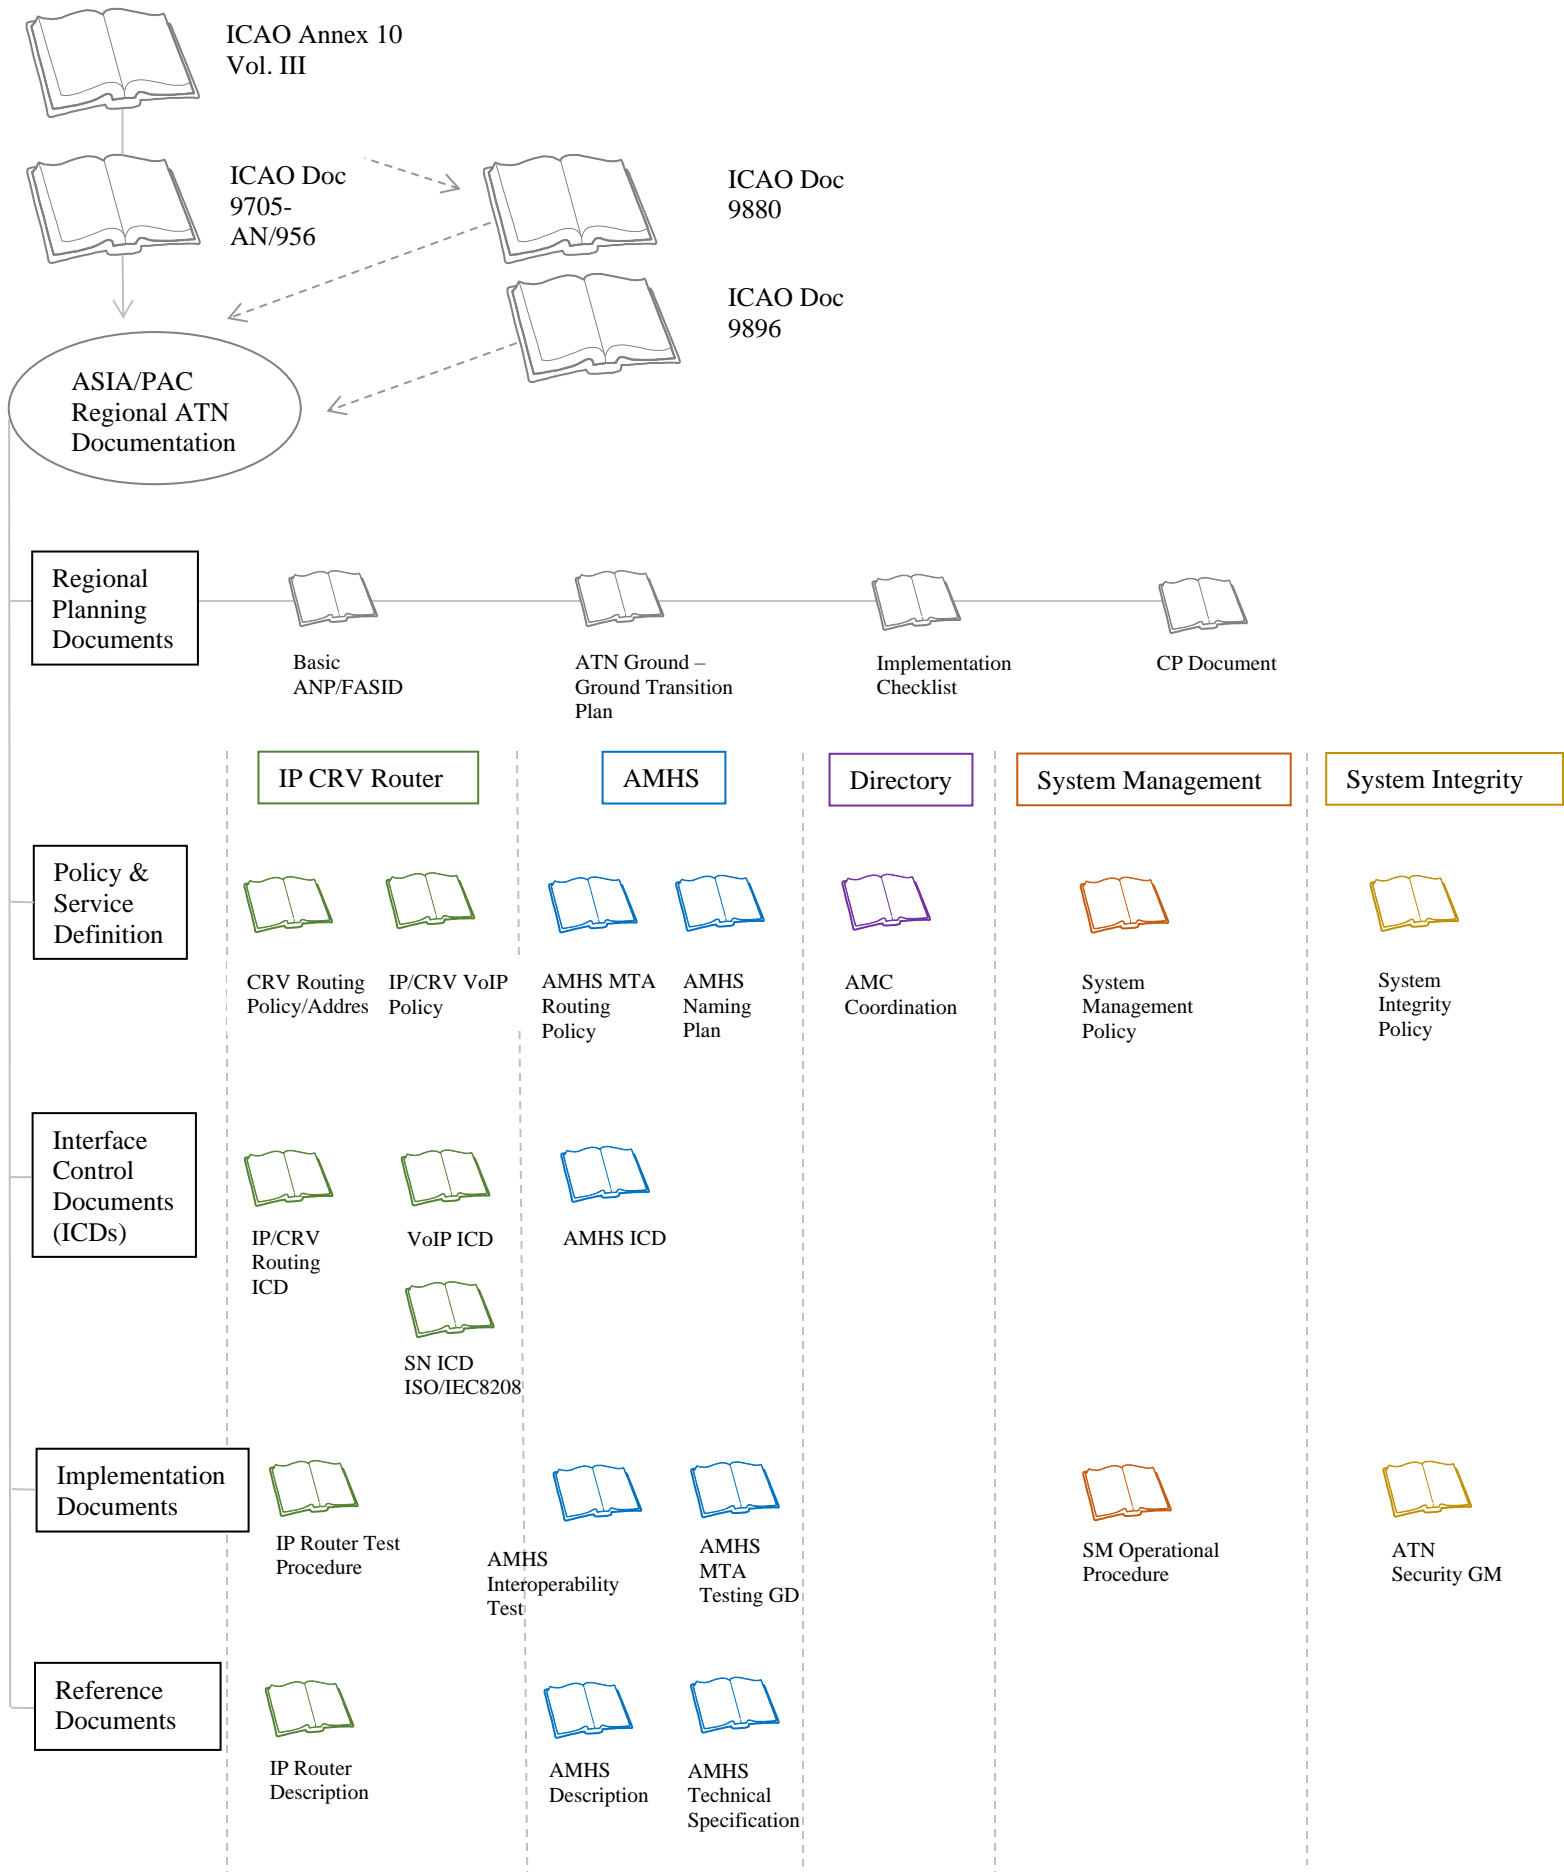 ICAO Annex 10
Vol. III
ICAO Doc
9705-
AN/956
ICAO Doc
9880
ICAO Doc
9896
ASIA/PAC
Regional ATN
Documentation
Regional
Planning
Documents
Basic
ANP/FASID
ATN Ground –
Ground Transition
Plan
Implementation
Checklist
CP Document
IP CRV Router
AMHS
Directory
System Management
System Integrity
Policy &
Service
Definition
CRV Routing
Policy/Addres
IP/CRV VoIP
Policy
AMHS MTA
Routing
Policy
AMHS
Naming
Plan
AMC
Coordination
System
Management
Policy
System
Integrity
Policy
Interface
Control
Documents
(ICDs)
IP/CRV
Routing
ICD
VoIP ICD
SN ICD
ISO/IEC8208
AMHS ICD
Implementation
Documents
IP Router Test
Procedure
AMHS
Interoperability
Test
AMHS
MTA
Testing GD
SM Operational
Procedure
ATN
Security GM
Reference
Documents
IP Router
Description
AMHS
Description
AMHS
Technical
Specification